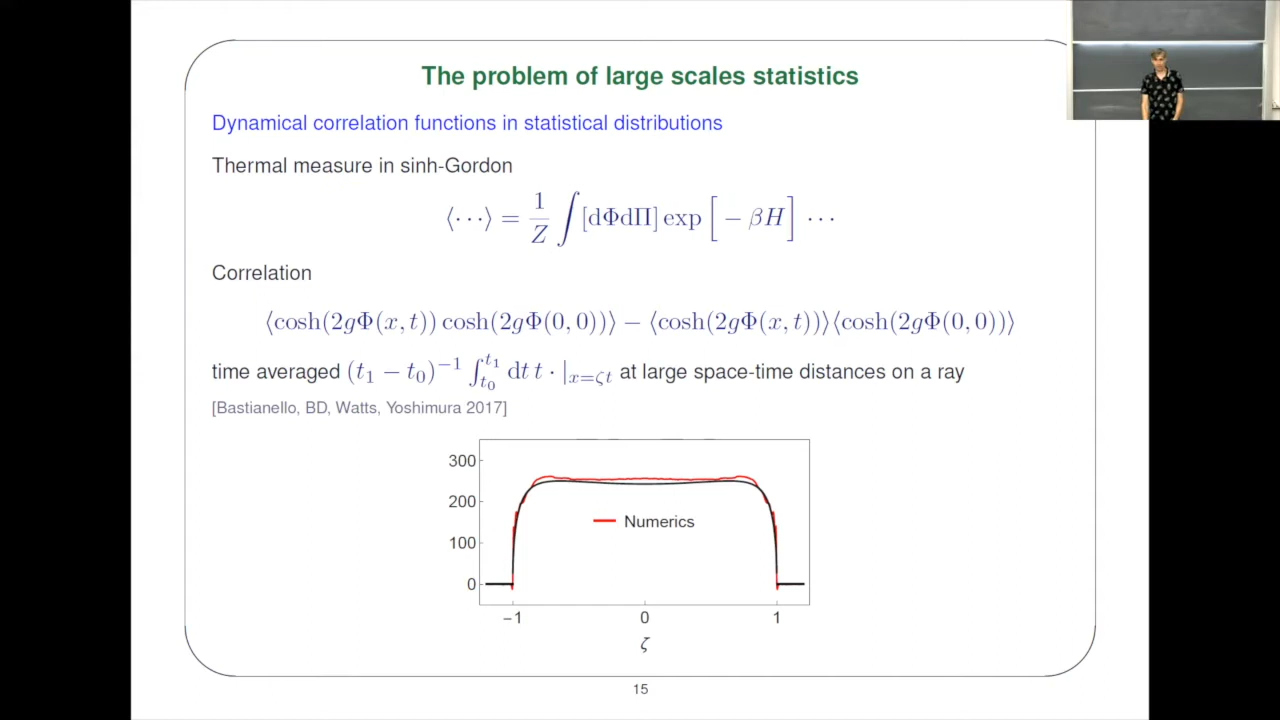 The problem of large scales statistics
Dynamical correlation functions in statistical distributions
Thermal measure in sinh-Gordon
⟨···⟩ = 1/Z ∫ [dΦdΠ] exp [ − βH ] ···
Correlation
⟨cosh(2gΦ(x, t)) cosh(2gΦ(0, 0))⟩ − ⟨cosh(2gΦ(x, t))⟩⟨cosh(2gΦ(0, 0))⟩
time averaged (t₁ − t₀)⁻¹ ∫_{t₀}^{t₁} dt t · |_{x=ζt} at large space-time distances on a ray
[Bastianello, BD, Watts, Yoshimura 2017]
300
200
Numerics
100
0
−1 0 1
ζ
15